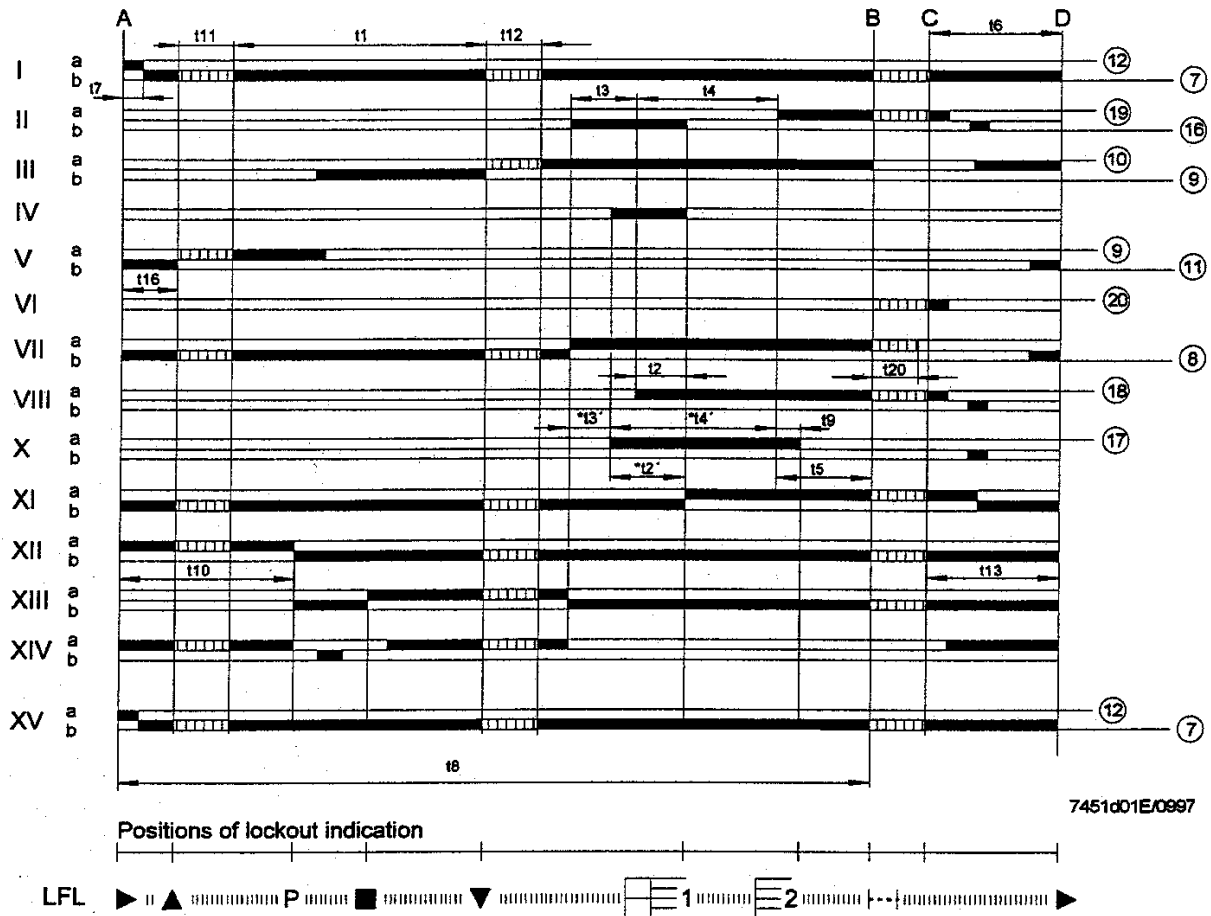 A B C D
t11 t1 t12 t6
I a b 12 7
t7 t3 t4
II a b 19 16
III a b 10 9
IV
V a b 9 11
t16
VI 20
VII a b 8
t2 t20
VIII a b 18
"t3' "t4' t9
X a b 17
"t2' t5
XI a b
XII a b
t10 t13
XIII a b
XIV a b
XV a b 12 7
t8
7451d01E/0997
Positions of lockout indication
LFL P 1 2